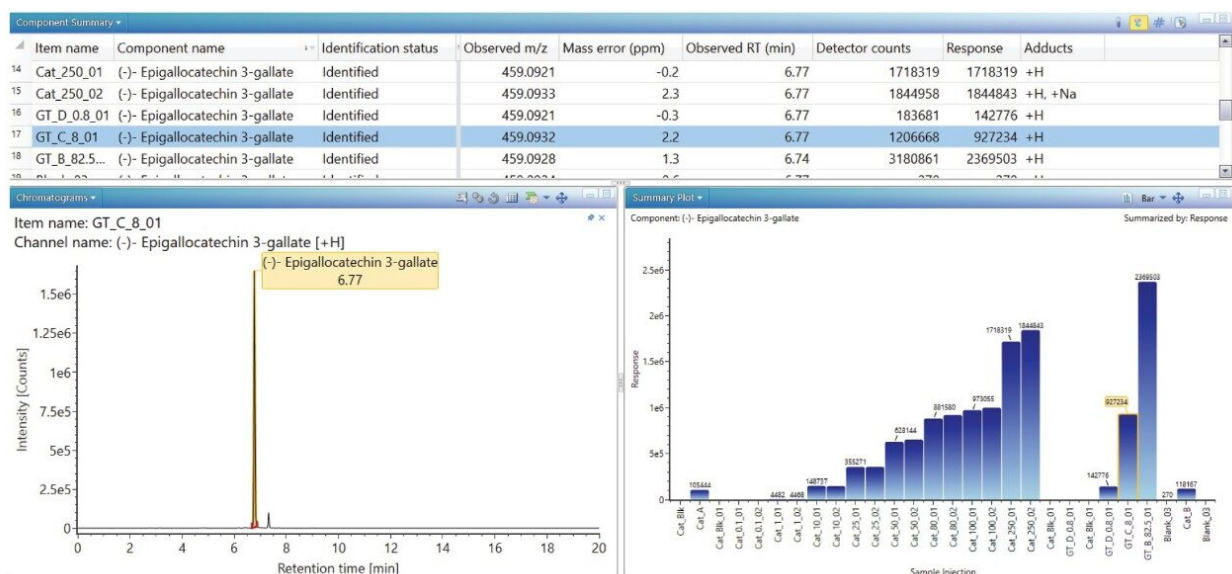 Component Summary
Item name Component name Identification status Observed m/z Mass error (ppm) Observed RT (min) Detector counts Response Adducts
14 Cat_250_01 (-)- Epigallocatechin 3-gallate Identified 459.0921 -0.2 6.77 1718319 1718319 +H
15 Cat_250_02 (-)- Epigallocatechin 3-gallate Identified 459.0933 2.3 6.77 1844958 1844843 +H, +Na
16 GT_D_0.8_01 (-)- Epigallocatechin 3-gallate Identified 459.0921 -0.3 6.77 183681 142776 +H
17 GT_C_8_01 (-)- Epigallocatechin 3-gallate Identified 459.0932 2.2 6.77 1206668 927234 +H
18 GT_B_82.5... (-)- Epigallocatechin 3-gallate Identified 459.0928 1.3 6.74 3180861 2369503 +H
Chromatograms
Item name: GT_C_8_01
Channel name: (-)- Epigallocatechin 3-gallate [+H]
(-)- Epigallocatechin 3-gallate
6.77
Intensity [Counts]
1.5e6
1.25e6
1e6
7.5e5
5e5
2.5e5
0
0 2 4 6 8 10 12 14 16 18 20
Retention time [min]
Summary Plot
Bar
Component: (-)- Epigallocatechin 3-gallate Summarized by: Response
Response
2.5e6
2e6
1.5e6
1e6
5e5
0
105444
4482
4468
148737
355271
628144
881580
973055
1718319
1844843
142776
927234
2369503
270
118167
Cat_Blk
Cat_A
Cat_Blk_01
Cat_0.1_01
Cat_0.1_02
Cat_1_01
Cat_1_02
Cat_10_01
Cat_10_02
Cat_25_01
Cat_25_02
Cat_50_01
Cat_50_02
Cat_80_01
Cat_80_02
Cat_100_01
Cat_100_02
Cat_250_01
Cat_250_02
Cat_Blk_01
GT_D_0.8_01
Cat_Blk_01
GT_D_0.8_01
GT_C_8_01
GT_B_82.5_01
Blank_03
Cat_B
Blank_03
Sample Injection